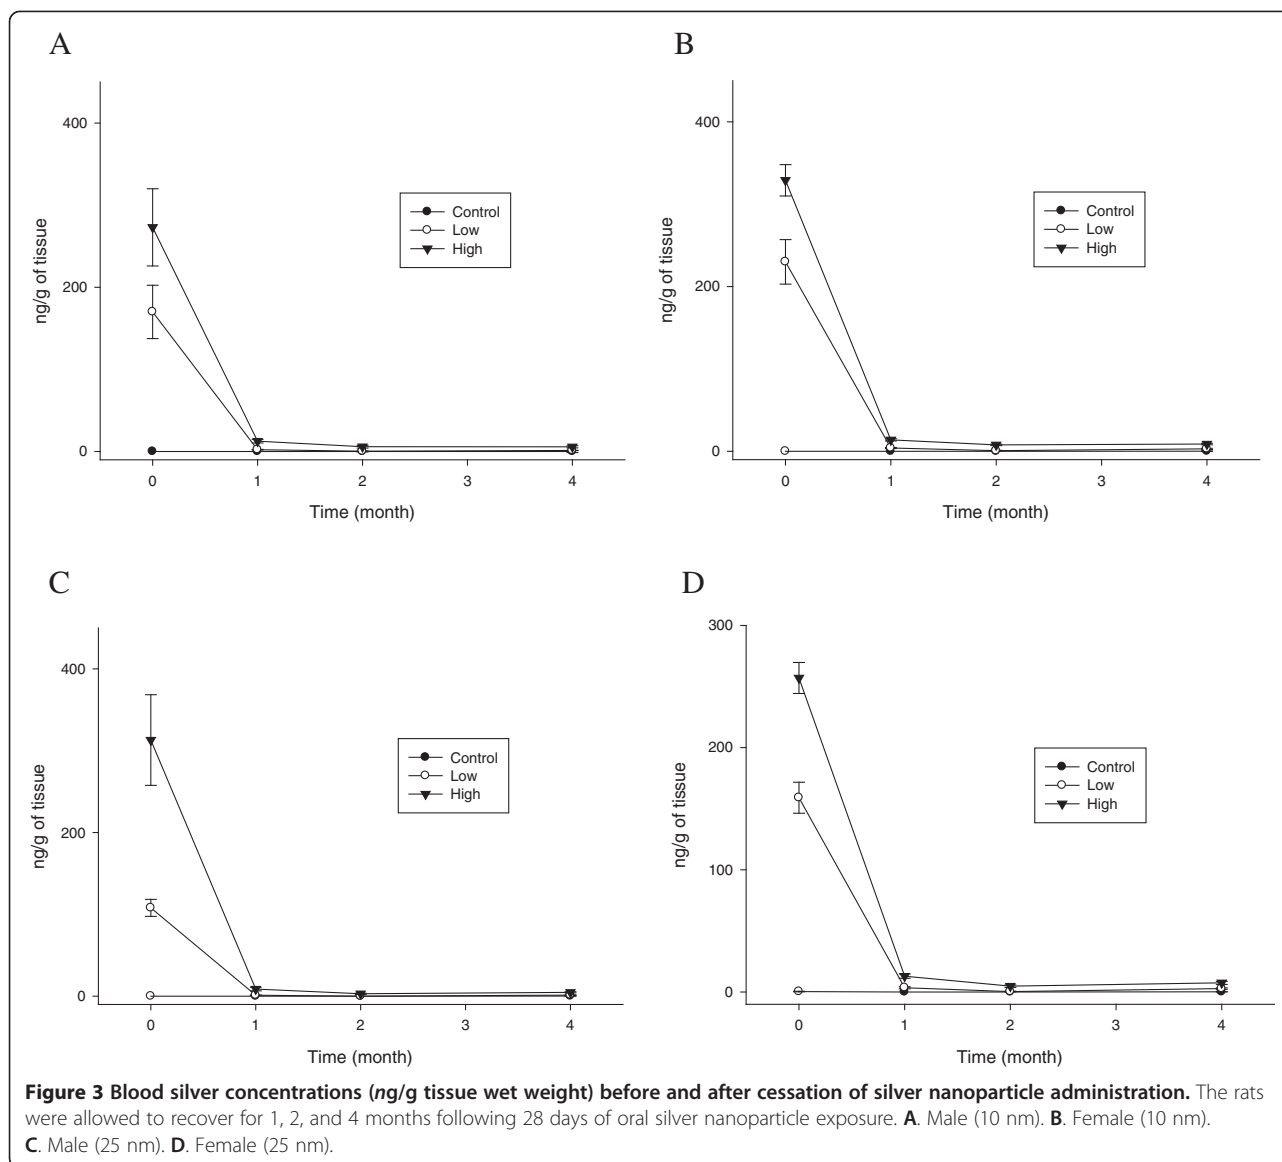 A
400
200
0
ng/g of tissue
Control
Low
High
0 1 2 3 4
Time (month)
B
400
200
0
ng/g of tissue
Control
Low
High
0 1 2 3 4
Time (month)
C
400
200
0
ng/g of tissue
Control
Low
High
0 1 2 3 4
Time (month)
D
300
200
100
0
ng/g of tissue
Control
Low
High
0 1 2 3 4
Time (month)
Figure 3 Blood silver concentrations (ng/g tissue wet weight) before and after cessation of silver nanoparticle administration. The rats
were allowed to recover for 1, 2, and 4 months following 28 days of oral silver nanoparticle exposure. A. Male (10 nm). B. Female (10 nm).
C. Male (25 nm). D. Female (25 nm).